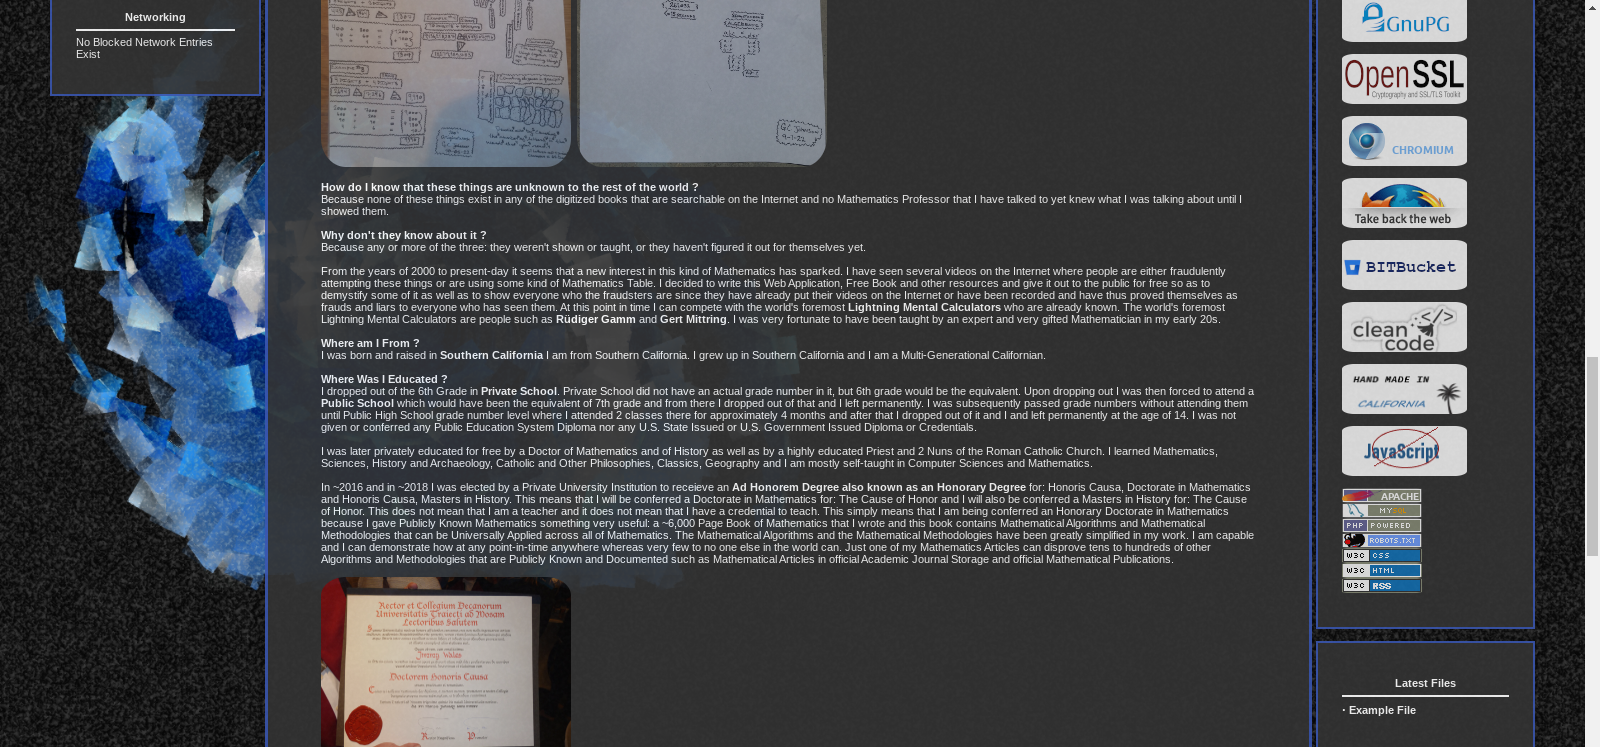 Networking
No Blocked Network Entries
Exist
How do I know that these things are unknown to the rest of the world ?
Because none of these things exist in any of the digitized books that are searchable on the Internet and no Mathematics Professor that I have talked to yet knew what I was talking about until I
showed them.
Why don't they know about it ?
Because any or more of the three: they weren't shown or taught, or they haven't figured it out for themselves yet.
From the years of 2000 to present-day it seems that a new interest in this kind of Mathematics has sparked. I have seen several videos on the Internet where people are either fraudulently
attempting these things or are using some kind of Mathematics Table. I decided to write this Web Application, Free Book and other resources and give it out to the public for free so as to
demystify some of it as well as to show everyone who the fraudsters are since they have already put their videos on the Internet or have been recorded and have thus proved themselves as
frauds and liars to everyone who has seen them. At this point in time I can compete with the world's foremost Lightning Mental Calculators who are already known. The world's foremost
Lightning Mental Calculators are people such as Rüdiger Gamm and Gert Mittring. I was very fortunate to have been taught by an expert and very gifted Mathematician in my early 20s.
Where am I From ?
I was born and raised in Southern California I am from Southern California. I grew up in Southern California and I am a Multi-Generational Californian.
Where Was I Educated ?
I dropped out of the 6th Grade in Private School. Private School did not have an actual grade number in it, but 6th grade would be the equivalent. Upon dropping out I was then forced to attend a
Public School which would have been the equivalent of 7th grade and from there I dropped out of that and I left permanently. I was subsequently passed grade numbers without attending them
until Public High School grade number level where I attended 2 classes there for approximately 4 months and after that I dropped out of it and I and left permanently at the age of 14. I was not
given or conferred any Public Education System Diploma nor any U.S. State Issued or U.S. Government Issued Diploma or Credentials.
I was later privately educated for free by a Doctor of Mathematics and of History as well as by a highly educated Priest and 2 Nuns of the Roman Catholic Church. I learned Mathematics,
Sciences, History and Archaeology, Catholic and Other Philosophies, Classics, Geography and I am mostly self-taught in Computer Sciences and Mathematics.
In ~2016 and in ~2018 I was elected by a Private University Institution to receieve an Ad Honorem Degree also known as an Honorary Degree for: Honoris Causa, Doctorate in Mathematics
and Honoris Causa, Masters in History. This means that I will be conferred a Doctorate in Mathematics for: The Cause of Honor and I will also be conferred a Masters in History for: The Cause
of Honor. This does not mean that I am a teacher and it does not mean that I have a credential to teach. This simply means that I am being conferred an Honorary Doctorate in Mathematics
because I gave Publicly Known Mathematics something very useful: a ~6,000 Page Book of Mathematics that I wrote and this book contains Mathematical Algorithms and Mathematical
Methodologies that can be Universally Applied across all of Mathematics. The Mathematical Algorithms and the Mathematical Methodologies have been greatly simplified in my work. I am capable
and I can demonstrate how at any point-in-time anywhere whereas very few to no one else in the world can. Just one of my Mathematics Articles can disprove tens to hundreds of other
Algorithms and Methodologies that are Publicly Known and Documented such as Mathematical Articles in official Academic Journal Storage and official Mathematical Publications.
Rector et Collegium Decanorum
Universitatis Traiecti ad Mosam
Lectoribus Salutem
Doctorem Honoris Causa
GnuPG
OpenSSL
Cryptography and SSL/TLS Toolkit
CHROMIUM
Take back the web
BITBucket
clean
code
HAND MADE IN
CALIFORNIA
JavaScript
APACHE
MYSQL
PHP POWERED
ROBOTS.TXT
W3C CSS
W3C HTML
W3C RSS
Latest Files
· Example File